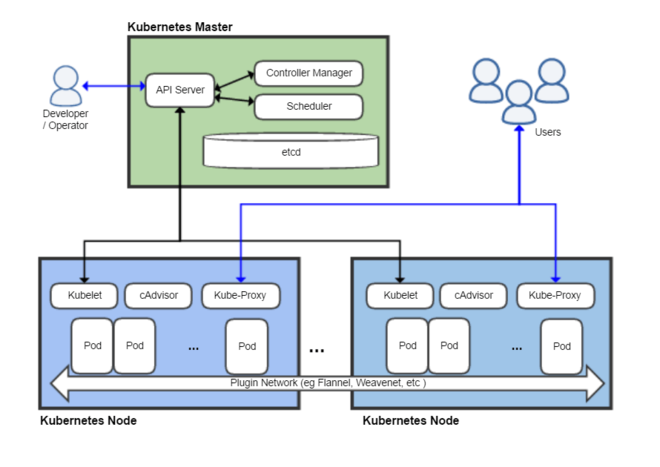 Kubernetes Master
Controller Manager
API Server
Scheduler
Developer
/ Operator
Users
etcd
Kubelet
cAdvisor
Kube-Proxy
Kubelet
cAdvisor
Kube-Proxy
Pod
Pod
...
Pod
...
Pod
Pod
...
Pod
Plugin Network (eg Flannel, Weavenet, etc )
Kubernetes Node
Kubernetes Node